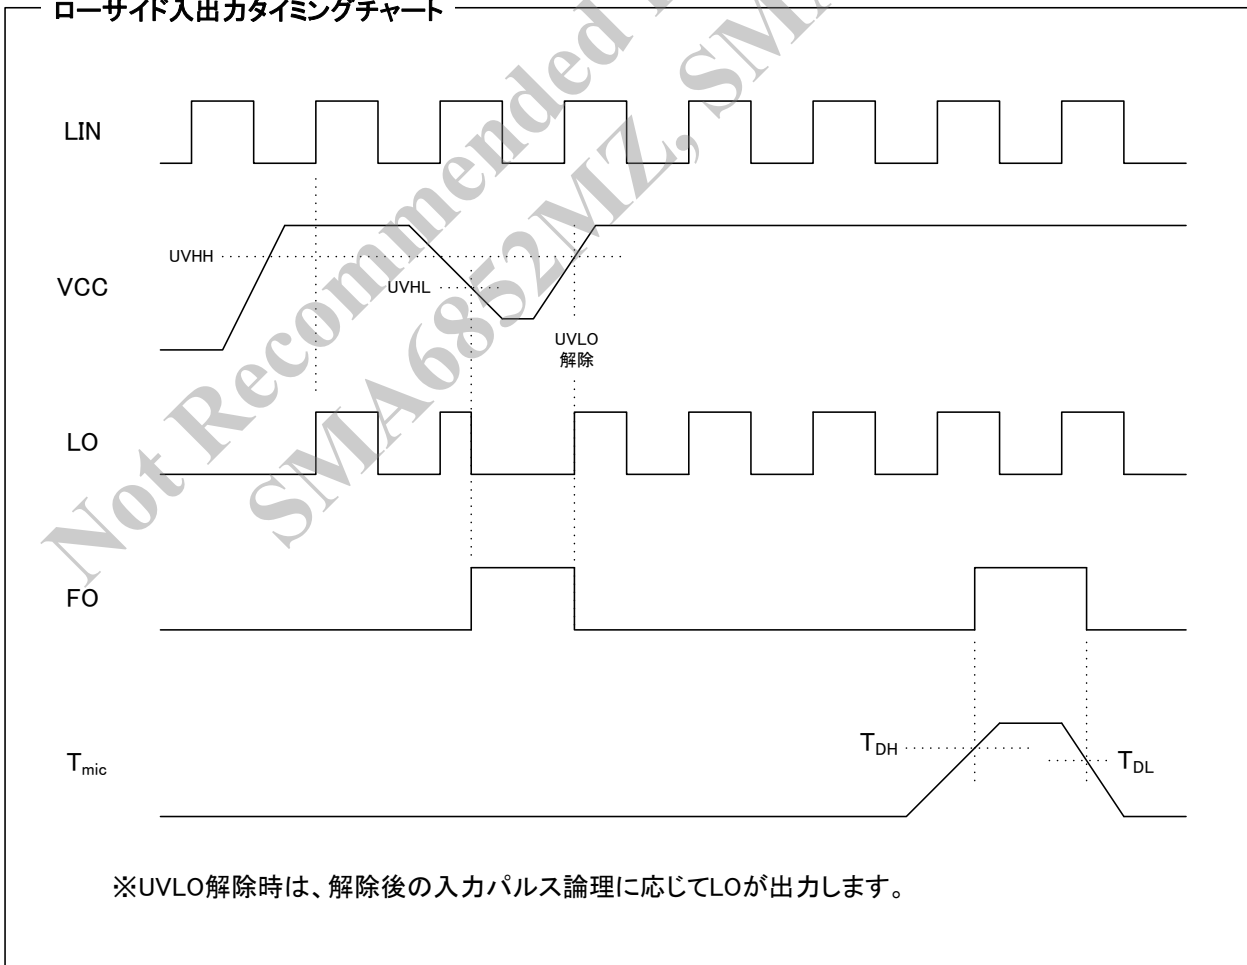 ローサイド入出力タイミングチャート
LIN
UVHH
VCC
UVHL
UVLO
解除
LO
FO
TDH
Tmic
TDL
※UVLO解除時は、解除後の入力パルス論理に応じてLOが出力します。
Not Recommended
SMA6852MZ, SMA